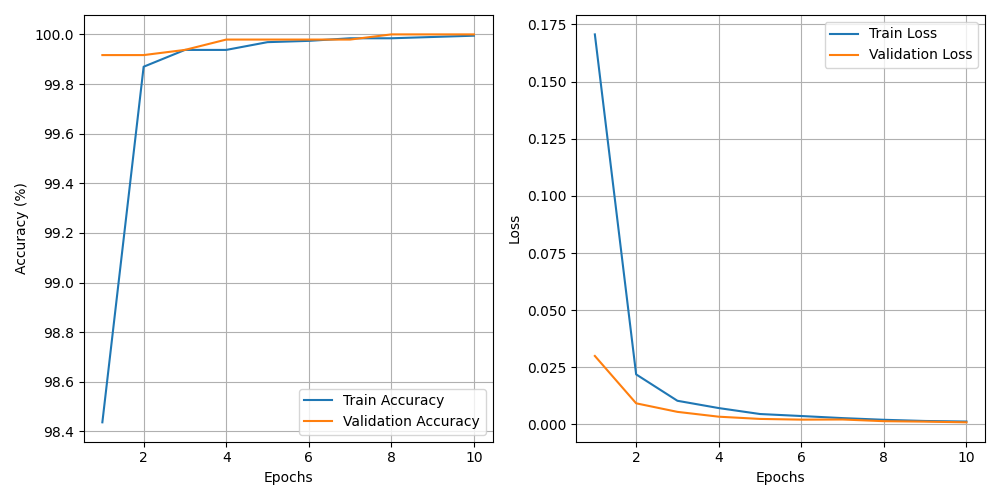 100.0
99.8
99.6
99.4
99.2
99.0
98.8
98.6
98.4
Accuracy (%)
2 4 6 8 10
Epochs
Train Accuracy
Validation Accuracy
0.175
0.150
0.125
0.100
0.075
0.050
0.025
0.000
Loss
2 4 6 8 10
Epochs
Train Loss
Validation Loss